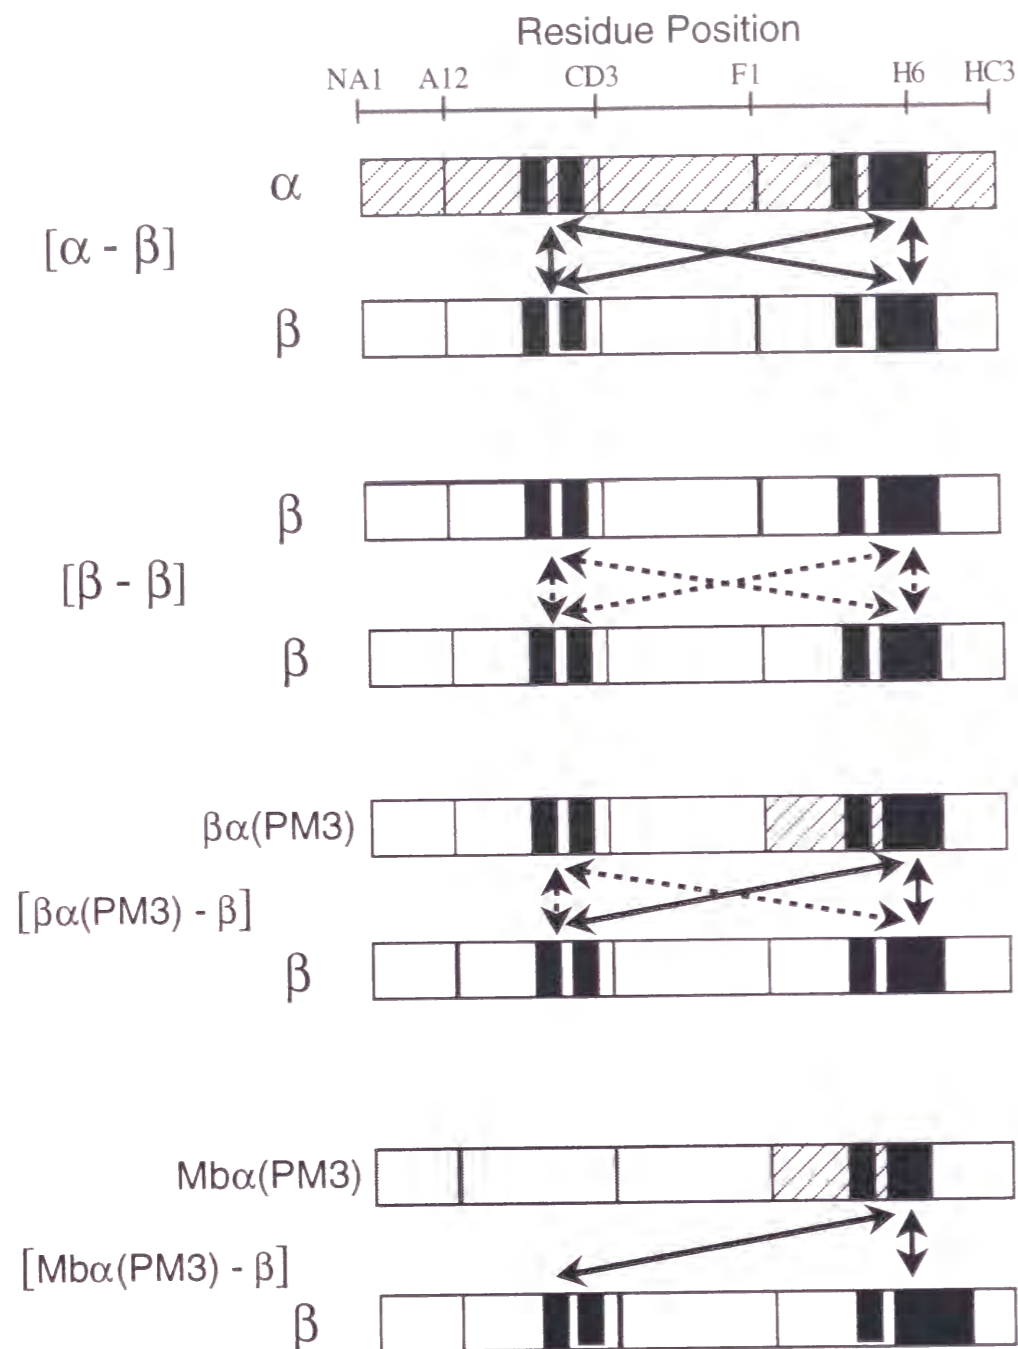 Residue Position
NA1 A12 CD3 F1 H6 HC3
α
[α - β]
β
β
[β - β]
β
βα(PM3)
[βα(PM3) - β]
β
Mbα(PM3)
[Mbα(PM3) - β]
β